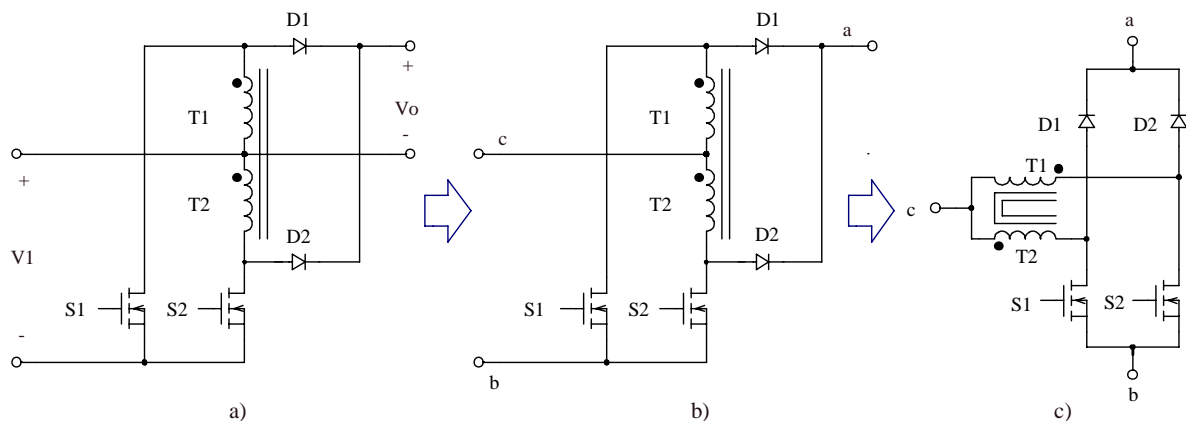 D1
+
T1
Vo
-
+
T2
V1
D2
S1
S2
-
a)
D1
a
T1
c
T2
D2
S1
S2
b
b)
a
D1
D2
T1
c
T2
S1
S2
b
c)